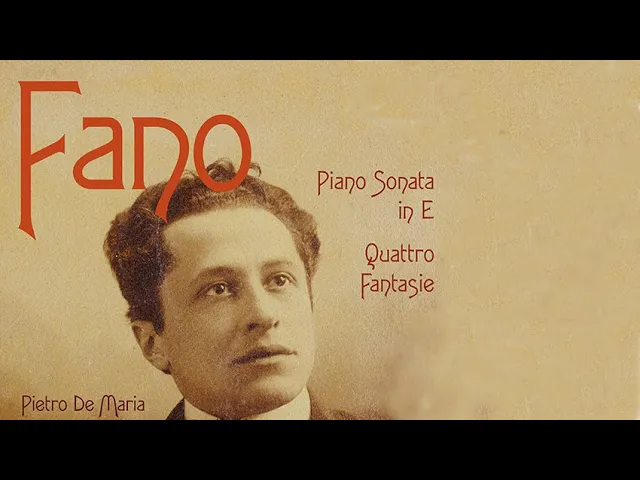 Fano
Piano Sonata
in E
Quattro
Fantasie
Pietro De Maria